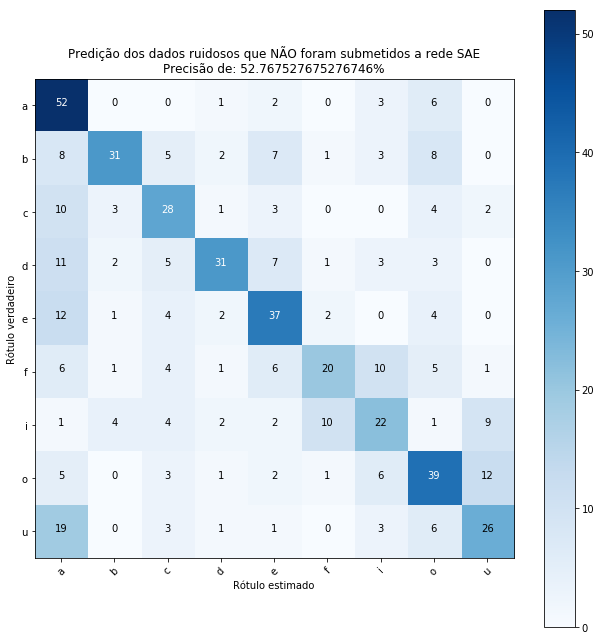 Predição dos dados ruidosos que NÃO foram submetidos a rede SAE
Precisão de: 52.767527675276746%
Rótulo verdadeiro
a 52 0 0 1 2 0 3 6 0
b 8 31 5 2 7 1 3 8 0
c 10 3 28 1 3 0 0 4 2
d 11 2 5 31 7 1 3 3 0
e 12 1 4 2 37 2 0 4 0
f 6 1 4 1 6 20 10 5 1
i 1 4 4 2 2 10 22 1 9
o 5 0 3 1 2 1 6 39 12
u 19 0 3 1 1 0 3 6 26
a b c d e f i o u
Rótulo estimado
50
40
30
20
10
0